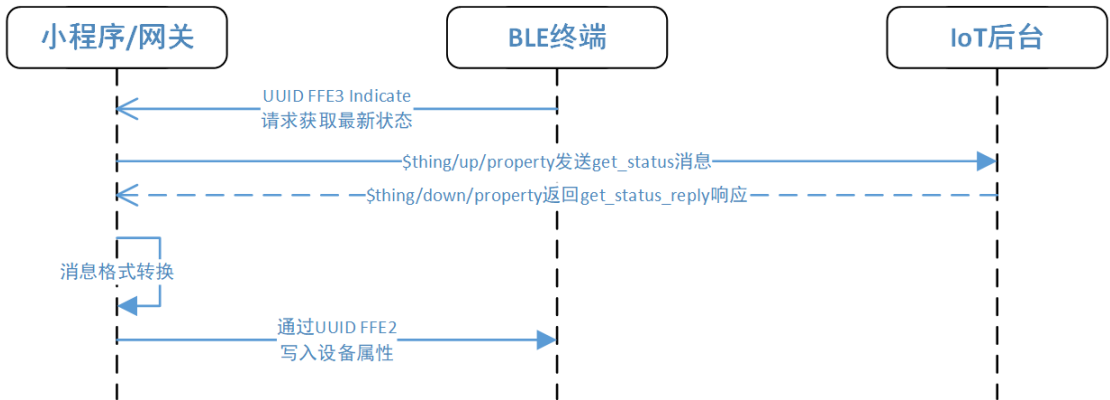 小程序/网关
BLE终端
IoT后台
UUID FFE3 Indicate
请求获取最新状态
$thing/up/property发送get_status消息
$thing/down/property返回get_status_reply响应
消息格式转换
通过UUID FFE2
写入设备属性